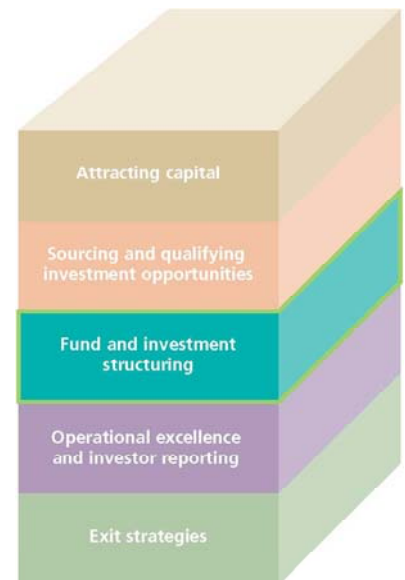 Attracting capital
Sourcing and qualifying
investment opportunities
Fund and investment
structuring
Operational excellence
and investor reporting
Exit strategies